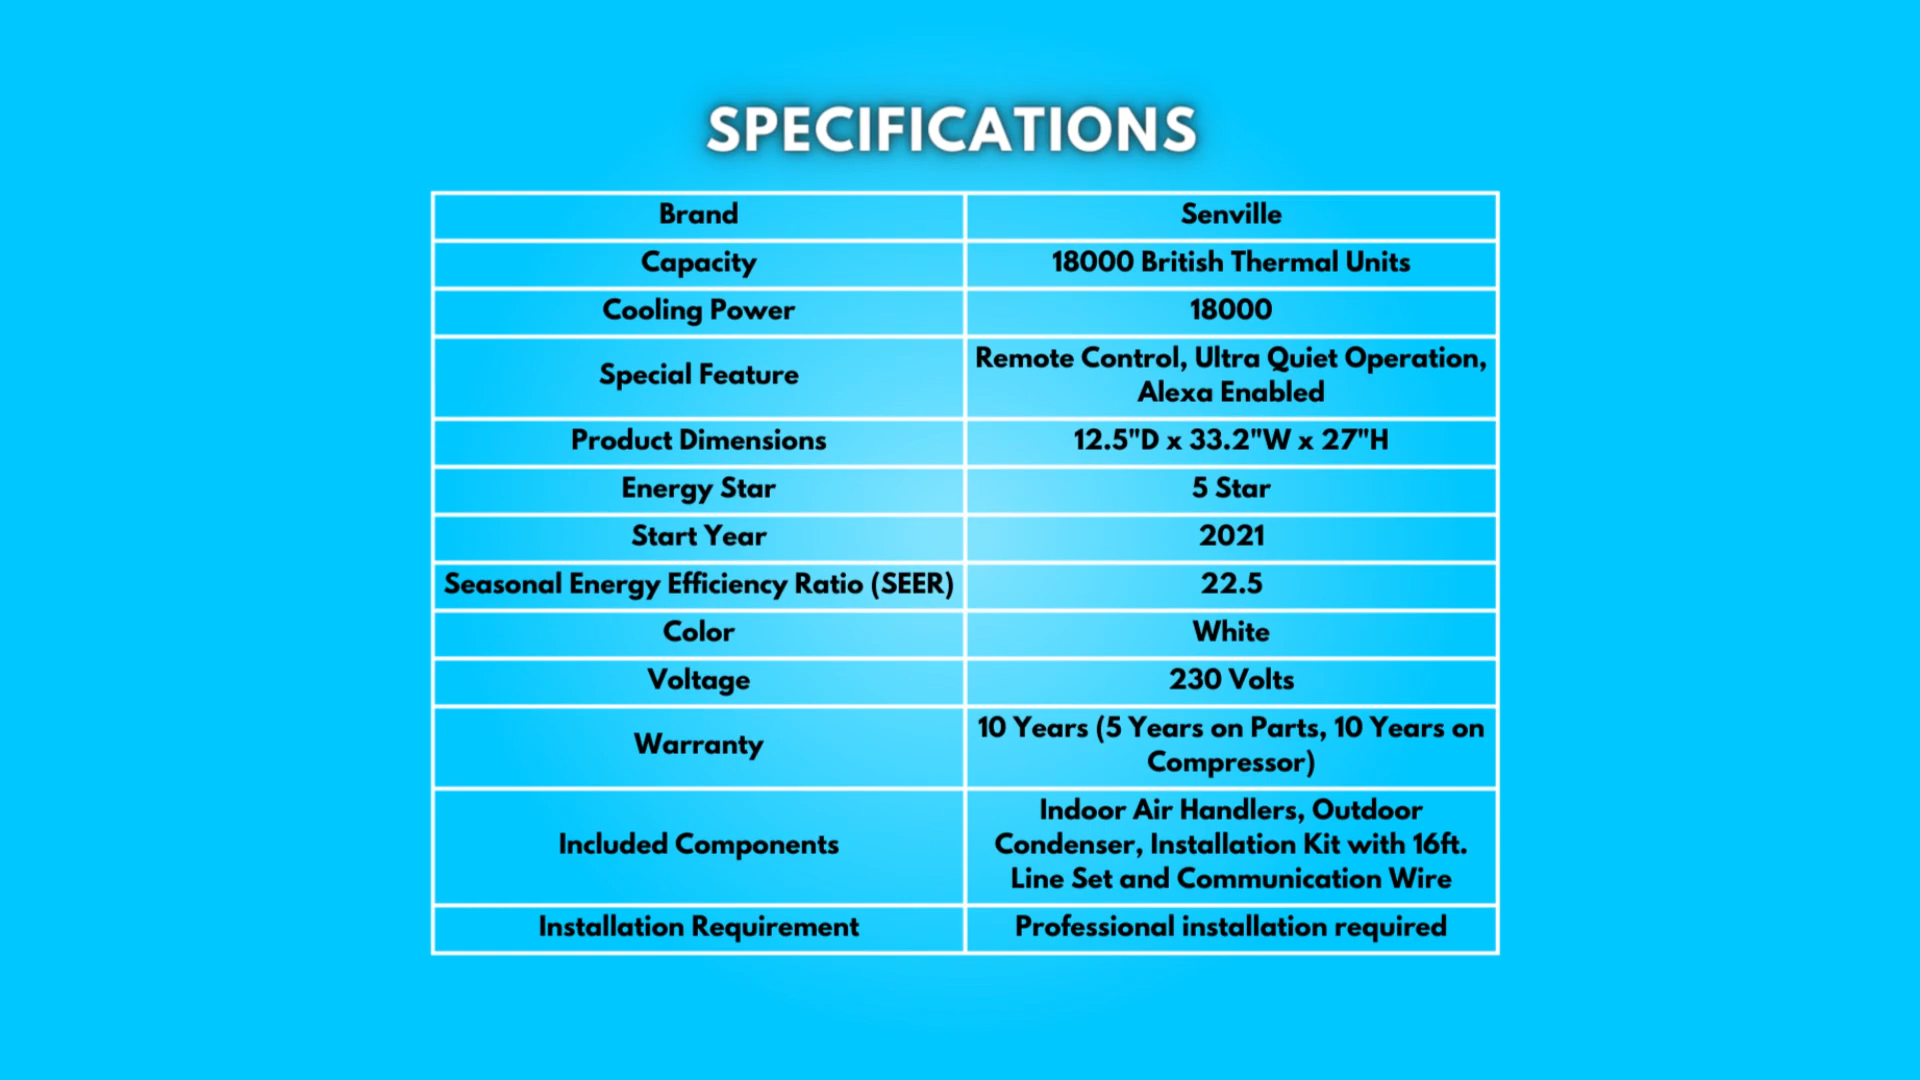 SPECIFICATIONS
Brand
Senville
Capacity
18000 British Thermal Units
Cooling Power
18000
Special Feature
Remote Control, Ultra Quiet Operation,
Alexa Enabled
Product Dimensions
12.5"D x 33.2"W x 27"H
Energy Star
5 Star
Start Year
2021
Seasonal Energy Efficiency Ratio (SEER)
22.5
Color
White
Voltage
230 Volts
Warranty
10 Years (5 Years on Parts, 10 Years on
Compressor)
Included Components
Indoor Air Handlers, Outdoor
Condenser, Installation Kit with 16ft.
Line Set and Communication Wire
Installation Requirement
Professional installation required